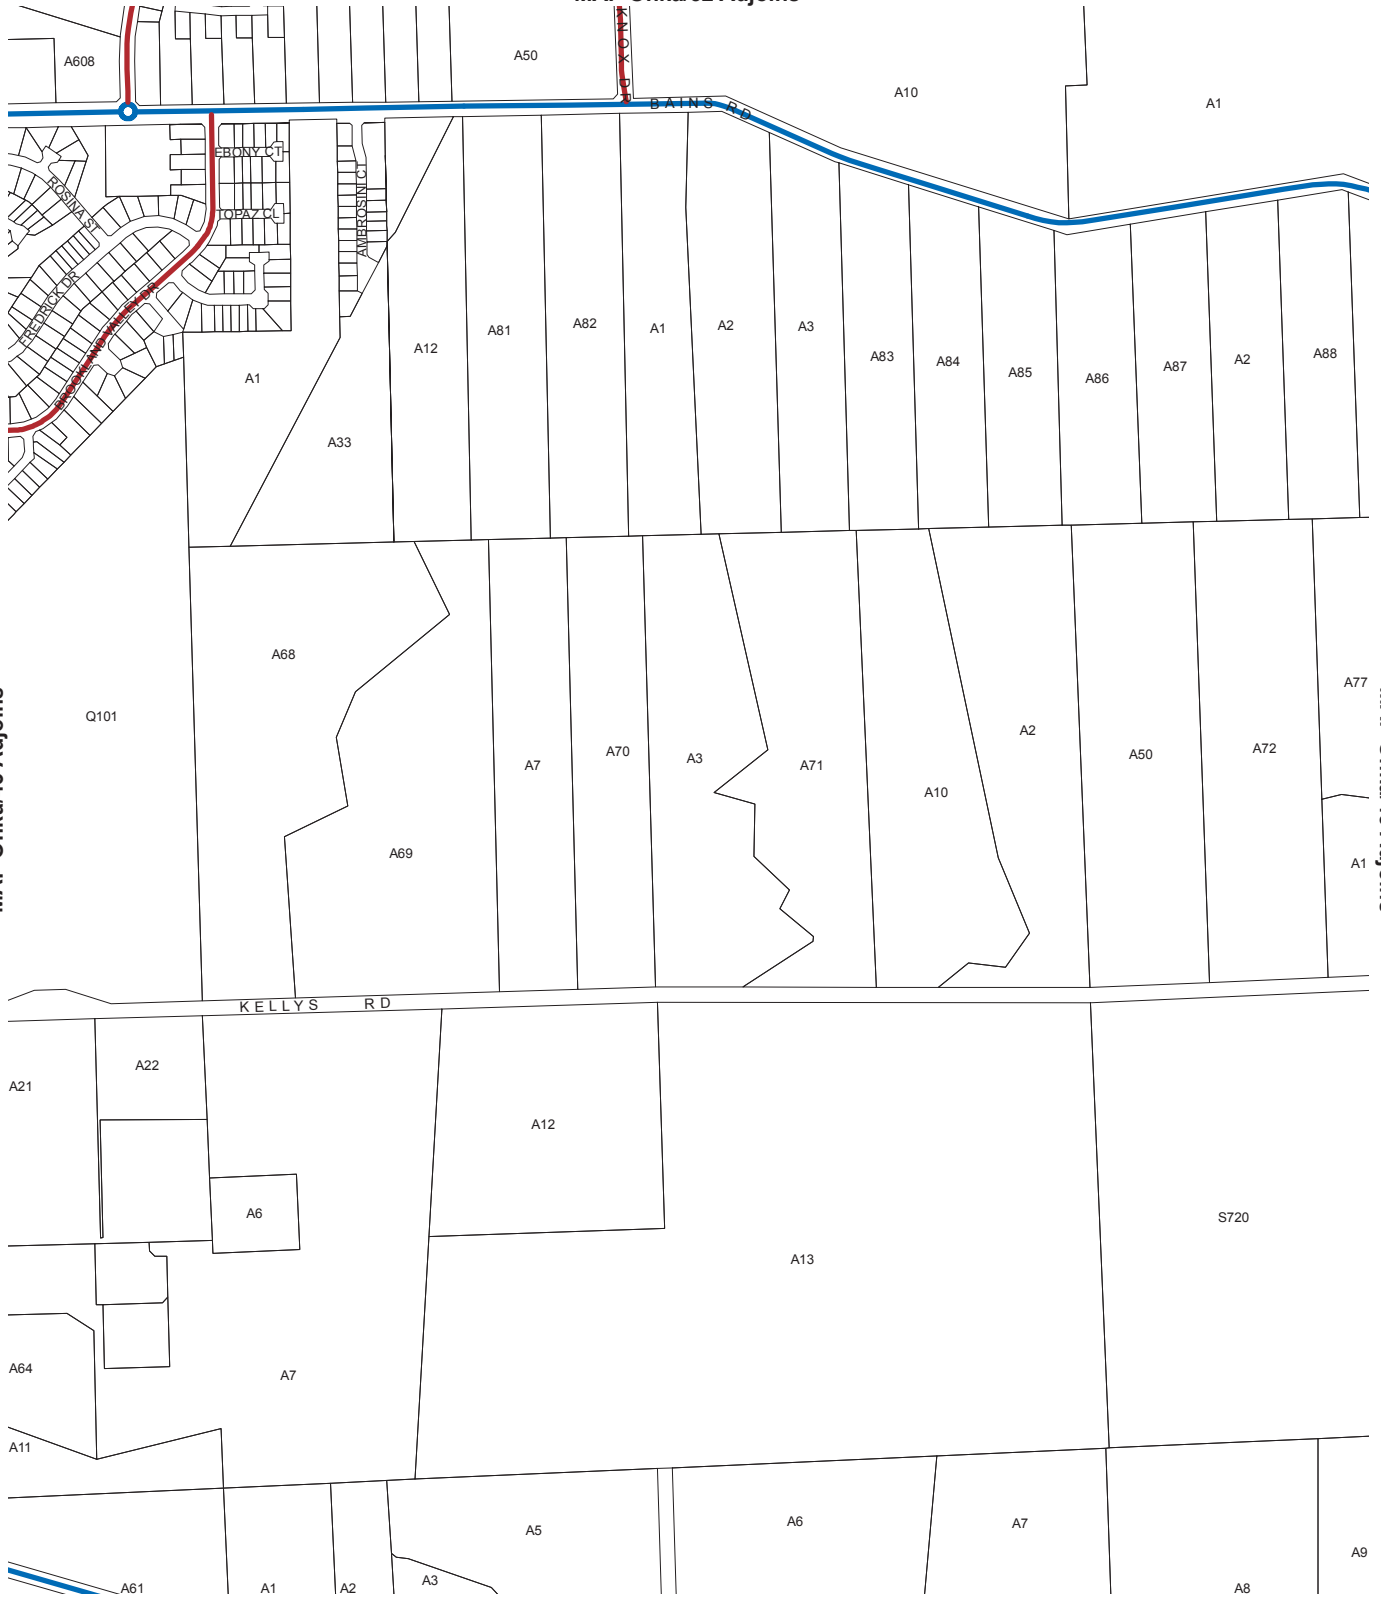 KNOX DR
A608
A50
A10
A1
BAINS RD
EBONY CT
ROSINA ST
TOPAZ CL
AMBROSINI CT
FREDRICK DR
BROOKLAND VALLEY DR
A1
A33
A12
A81
A82
A1
A2
A3
A83
A84
A85
A86
A87
A2
A88
A68
Q101
A69
A7
A70
A3
A71
A10
A2
A50
A72
A77
A1
KELLYS RD
A21
A22
A12
A6
A13
S720
A64
A7
A11
A61
A1
A2
A3
A5
A6
A7
A8
A9